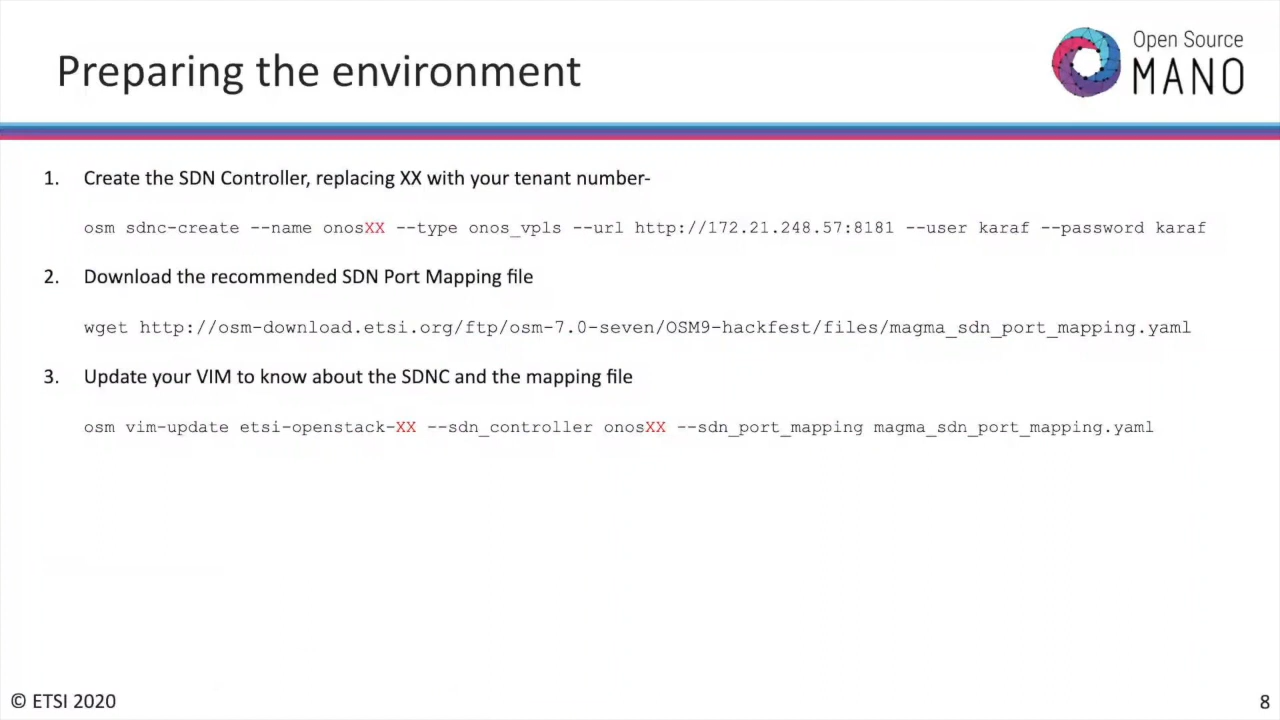 Preparing the environment
Open Source
MANO
1. Create the SDN Controller, replacing XX with your tenant number-
osm sdnc-create --name onosXX --type onos_vpls --url http://172.21.248.57:8181 --user karaf --password karaf
2. Download the recommended SDN Port Mapping file
wget http://osm-download.etsi.org/ftp/osm-7.0-seven/OSM9-hackfest/files/magma_sdn_port_mapping.yaml
3. Update your VIM to know about the SDNC and the mapping file
osm vim-update etsi-openstack-XX --sdn_controller onosXX --sdn_port_mapping magma_sdn_port_mapping.yaml
© ETSI 2020
8